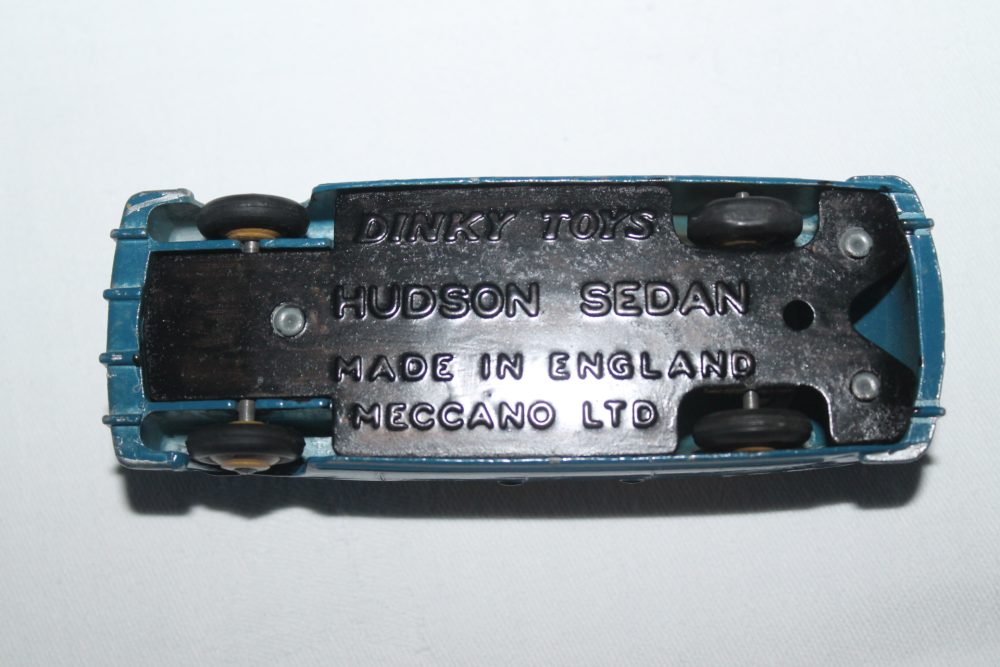 DINKY TOYS
HUDSON SEDAN
MADE IN ENGLAND
MECCANO LTD